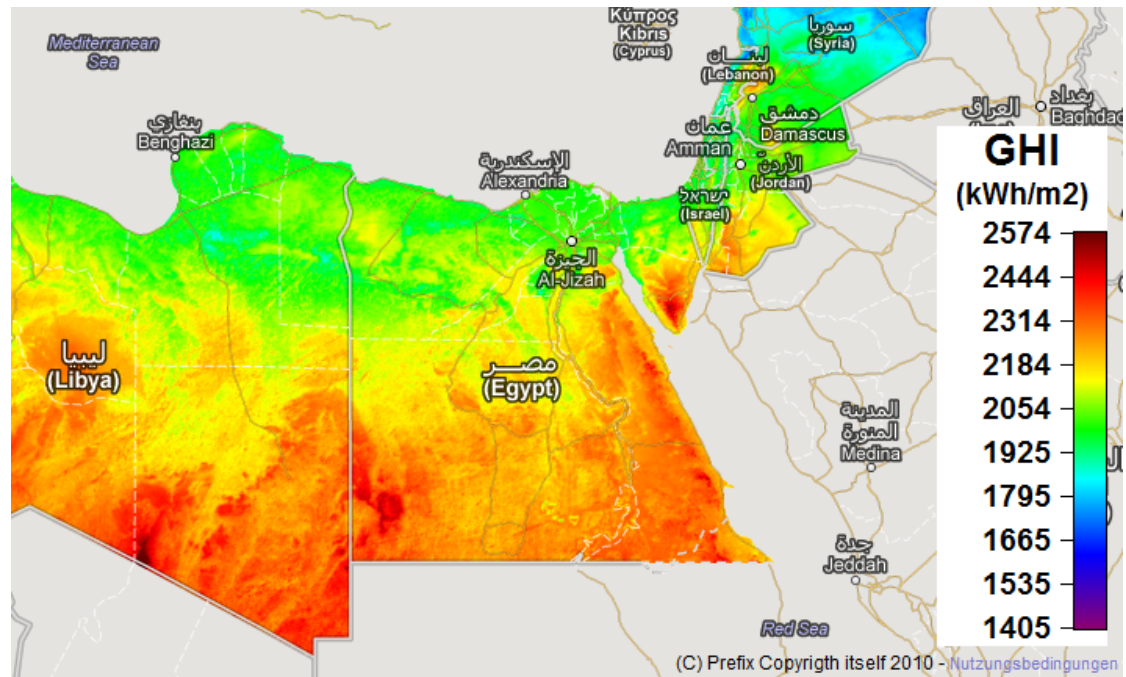 Mediterranean
Sea
Κύπρος
Kıbrıs
(Cyprus)
سوريا
(Syria)
لبنــــان
(Lebanon)
بنغازي
Benghazi
دمشق
Damascus
العراق
بغداد
Baghdad
عمان
Amman
الإسكندرية
Alexandria
الأردنّ
(Jordan)
ישראל
(Israel)
الجيزة
Al-Jizah
ليبيا
(Libya)
مصــــر
(Egypt)
المدينة
المنورة
Medina
جدة
Jeddah
Red Sea
GHI
(kWh/m2)
2574
2444
2314
2184
2054
1925
1795
1665
1535
1405
(C) Prefix Copyrigth itself 2010 - Nutzungsbedingungen